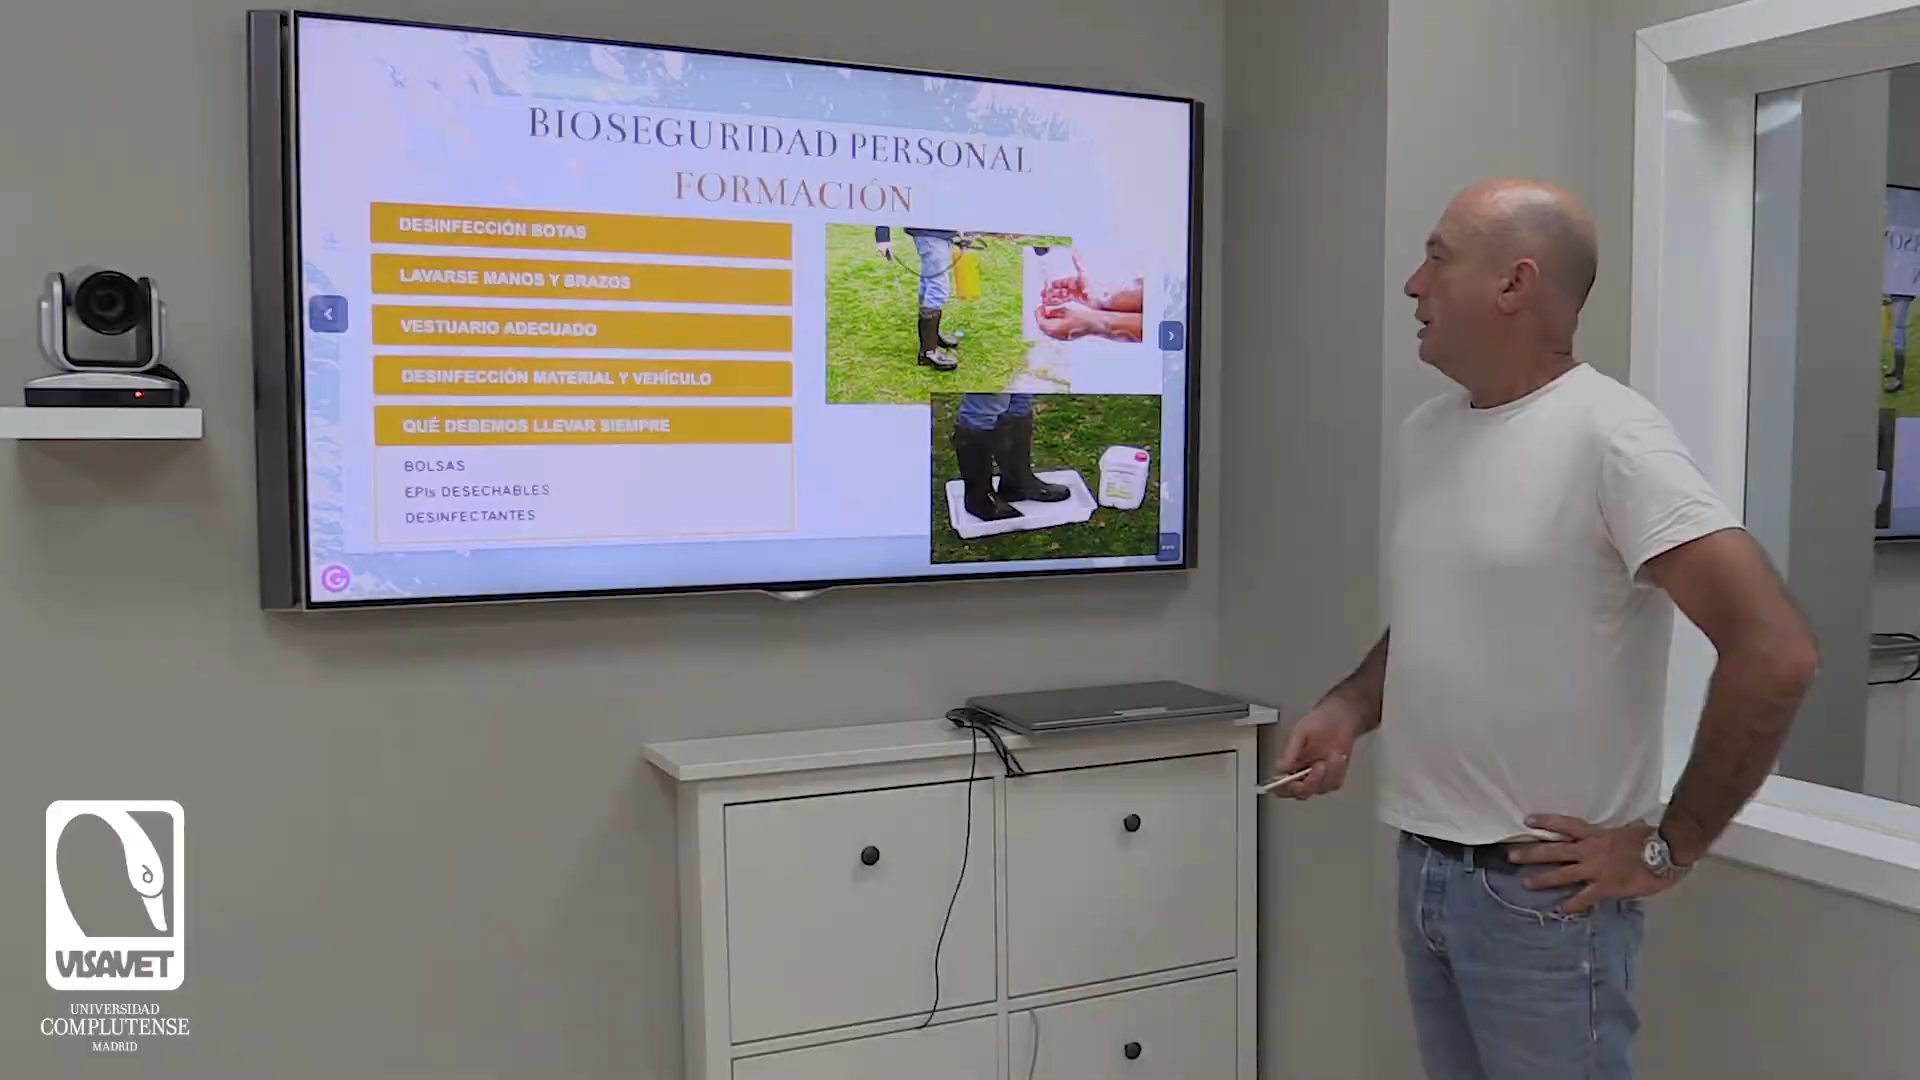 BIOSEGURIDAD PERSONAL
FORMACIÓN
DESINFECCIÓN BOTAS
LAVARSE MANOS Y BRAZOS
VESTUARIO ADECUADO
DESINFECCIÓN MATERIAL Y VEHÍCULO
QUÉ DEBEMOS LLEVAR SIEMPRE
BOLSAS
EPIs DESECHABLES
DESINFECTANTES
VISAVET
UNIVERSIDAD
COMPLUTENSE
MADRID